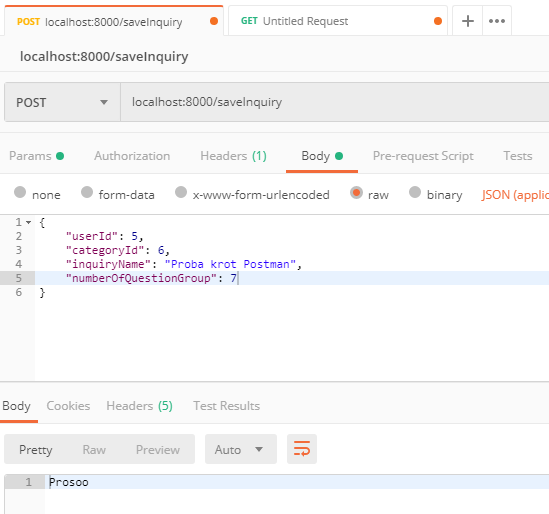 POST localhost:8000/saveInquiry GET Untitled Request + •••
localhost:8000/saveInquiry
POST localhost:8000/saveInquiry
Params Authorization Headers (1) Body Pre-request Script Tests
none form-data x-www-form-urlencoded raw binary JSON (applic
1 {
2 "userId": 5,
3 "categoryId": 6,
4 "inquiryName": "Proba krot Postman",
5 "numberOfQuestionGroup": 7
6 }
Body Cookies Headers (5) Test Results
Pretty Raw Preview Auto
1 Prosoo